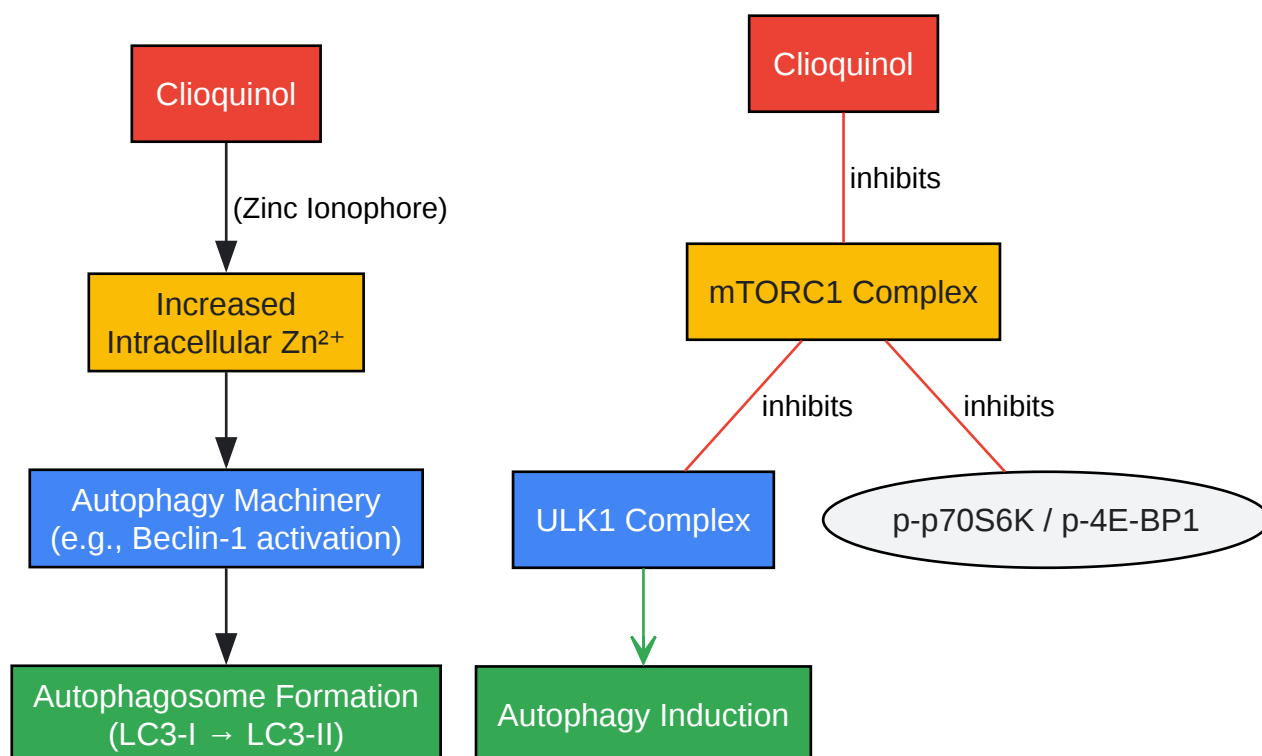 Clioquinol
(Zinc Ionophore)
Increased
Intracellular Zn²⁺
Autophagy Machinery
(e.g., Beclin-1 activation)
Autophagosome Formation
(LC3-I → LC3-II)
Clioquinol
inhibits
mTORC1 Complex
inhibits
inhibits
ULK1 Complex
p-p70S6K / p-4E-BP1
Autophagy Induction